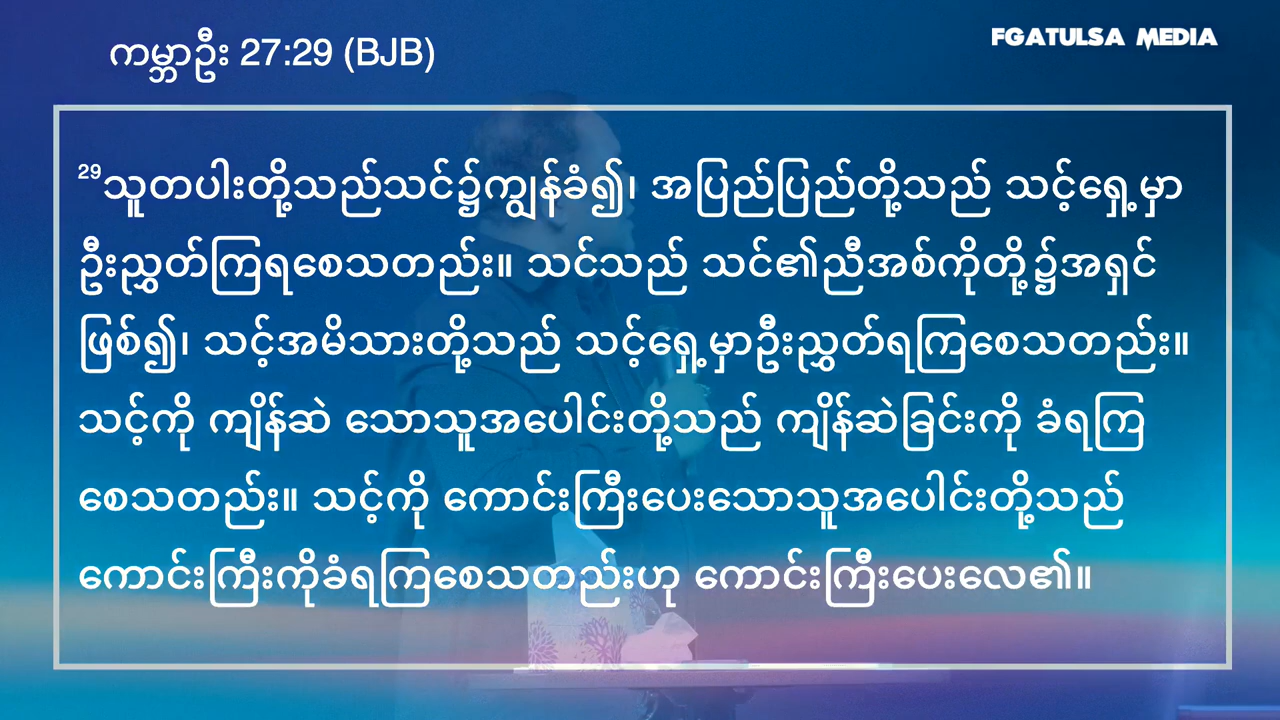 ကမ္ဘာဦး 27:29 (BJB)
FGATULSA MEDIA
29သူတပါးတို့သည်သင်၌ကျွန်ခံ၍၊ အပြည်ပြည်တို့သည် သင့်ရှေ့မှာ
ဦးညွှတ်ကြရစေသတည်း။ သင်သည် သင်၏ညီအစ်ကိုတို့၌အရှင်
ဖြစ်၍၊ သင့်အမိသားတို့သည် သင့်ရှေ့မှာဦးညွှတ်ရကြစေသတည်း။
သင့်ကို ကျိန်ဆဲ သောသူအပေါင်းတို့သည် ကျိန်ဆဲခြင်းကို ခံရကြ
စေသတည်း။ သင့်ကို ကောင်းကြီးပေးသောသူအပေါင်းတို့သည်
ကောင်းကြီးကိုခံရကြစေသတည်းဟု ကောင်းကြီးပေးလေ၏။